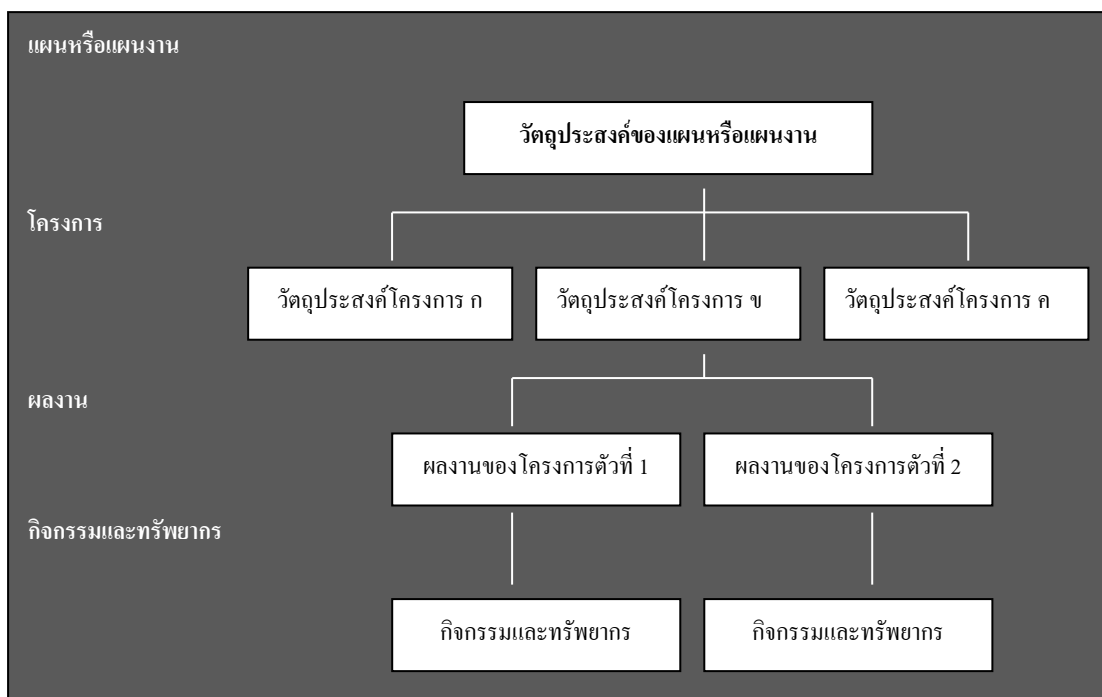 แผนหรือแผนงาน
วัตถุประสงค์ของแผนหรือแผนงาน
โครงการ
วัตถุประสงค์โครงการ ก
วัตถุประสงค์โครงการ ข
วัตถุประสงค์โครงการ ค
ผลงาน
ผลงานของโครงการตัวที่ 1
ผลงานของโครงการตัวที่ 2
กิจกรรมและทรัพยากร
กิจกรรมและทรัพยากร
กิจกรรมและทรัพยากร